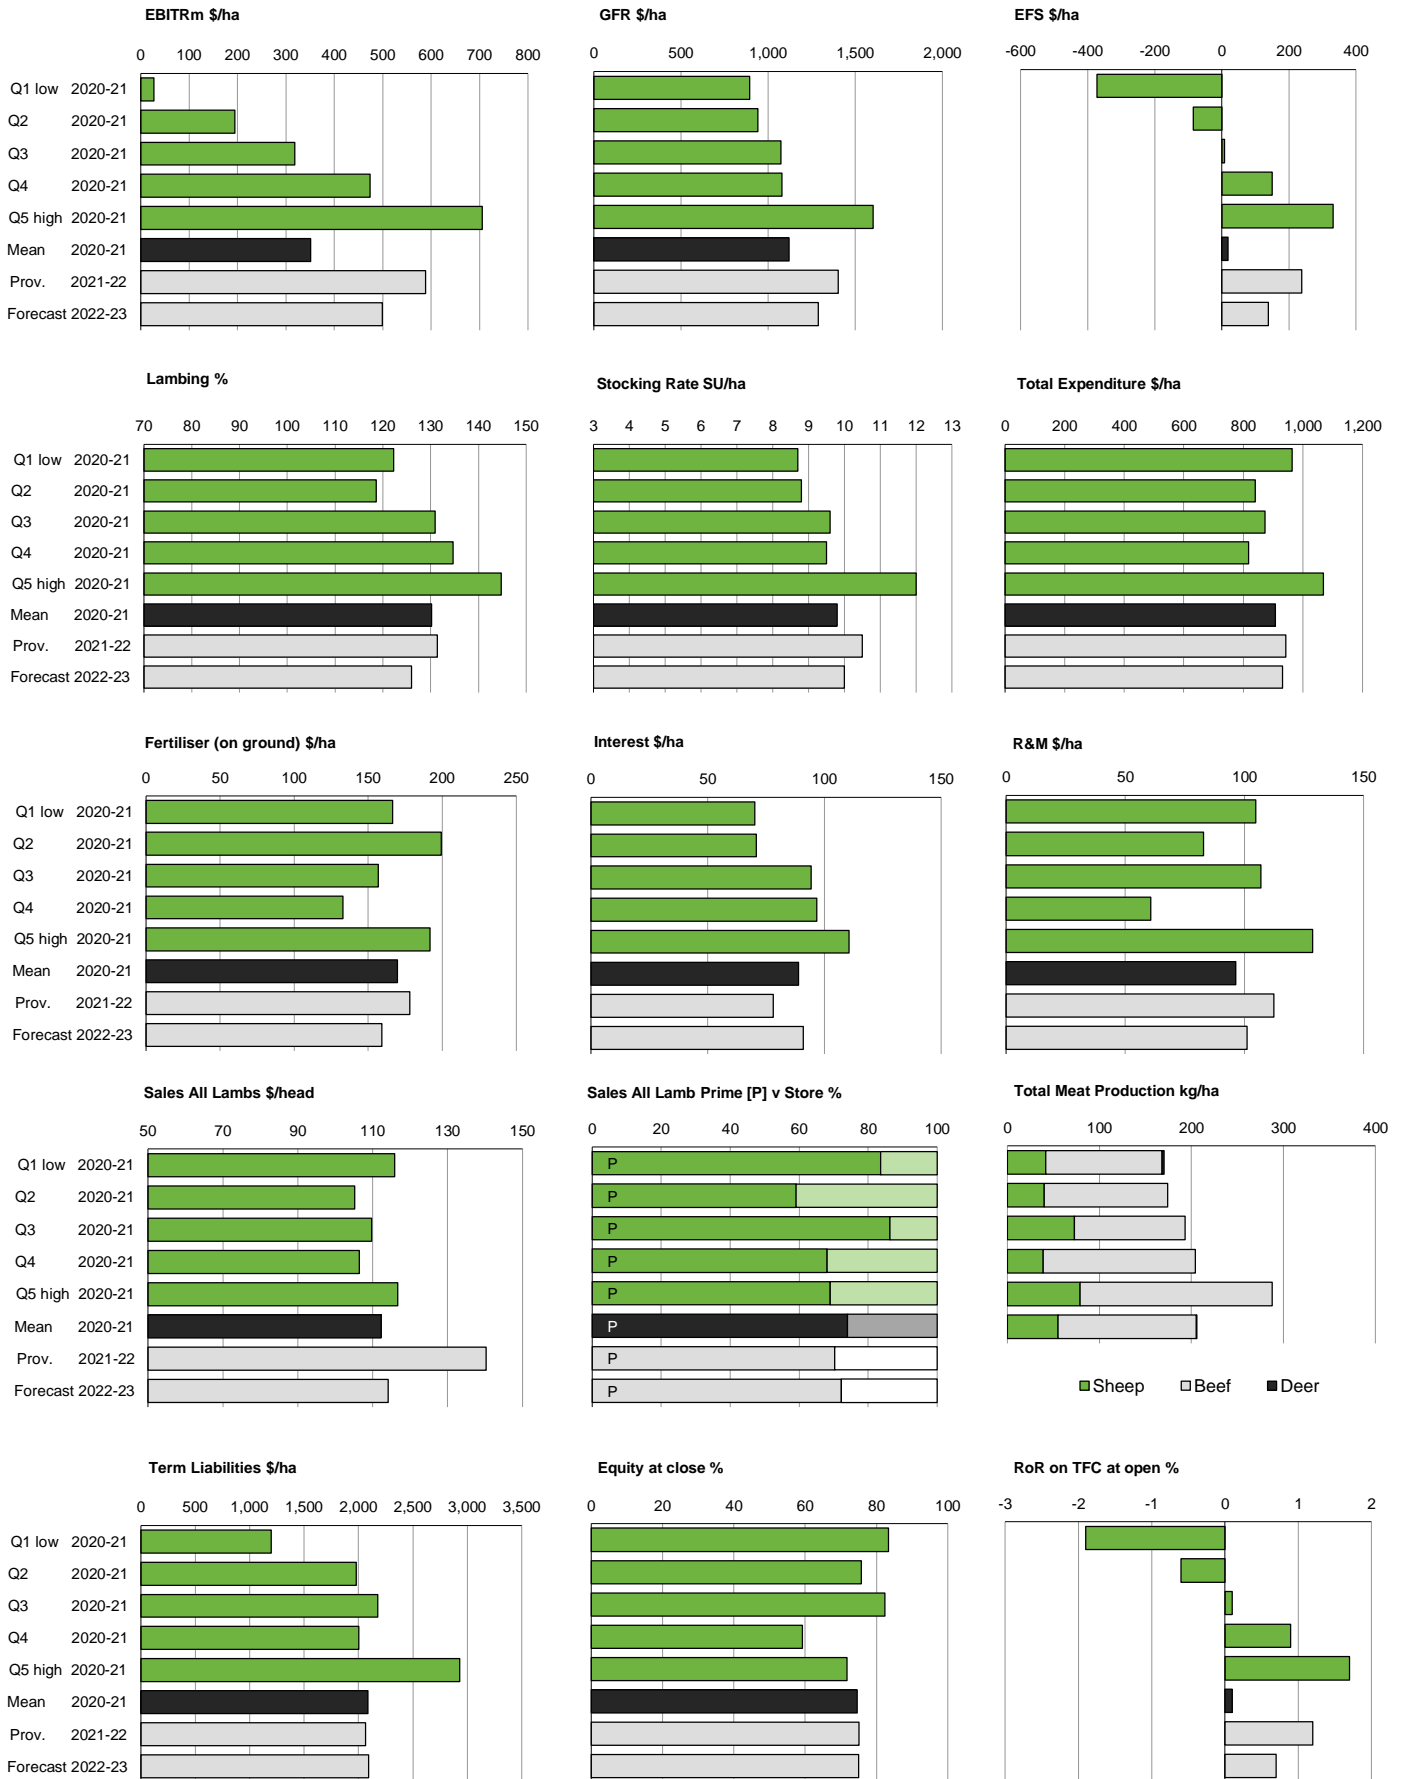 EBITRm $/ha
GFR $/ha
EFS $/ha
0 100 200 300 400 500 600 700 800
0 500 1,000 1,500 2,000
-600 -400 -200 0 200 400
Q1 low 2020-21
Q2 2020-21
Q3 2020-21
Q4 2020-21
Q5 high 2020-21
Mean 2020-21
Prov. 2021-22
Forecast 2022-23
Lambing %
Stocking Rate SU/ha
Total Expenditure $/ha
70 80 90 100 110 120 130 140 150
3 4 5 6 7 8 9 10 11 12 13
0 200 400 600 800 1,000 1,200
Q1 low 2020-21
Q2 2020-21
Q3 2020-21
Q4 2020-21
Q5 high 2020-21
Mean 2020-21
Prov. 2021-22
Forecast 2022-23
Fertiliser (on ground) $/ha
Interest $/ha
R&M $/ha
0 50 100 150 200 250
0 50 100 150
0 50 100 150
Q1 low 2020-21
Q2 2020-21
Q3 2020-21
Q4 2020-21
Q5 high 2020-21
Mean 2020-21
Prov. 2021-22
Forecast 2022-23
Sales All Lambs $/head
Sales All Lamb Prime [P] v Store %
Total Meat Production kg/ha
50 70 90 110 130 150
0 20 40 60 80 100
0 100 200 300 400
Q1 low 2020-21 P
Q2 2020-21 P
Q3 2020-21 P
Q4 2020-21 P
Q5 high 2020-21 P
Mean 2020-21 P
Prov. 2021-22 P
Forecast 2022-23 P
Sheep Beef Deer
Term Liabilities $/ha
Equity at close %
RoR on TFC at open %
0 500 1,000 1,500 2,000 2,500 3,000 3,500
0 20 40 60 80 100
-3 -2 -1 0 1 2
Q1 low 2020-21
Q2 2020-21
Q3 2020-21
Q4 2020-21
Q5 high 2020-21
Mean 2020-21
Prov. 2021-22
Forecast 2022-23